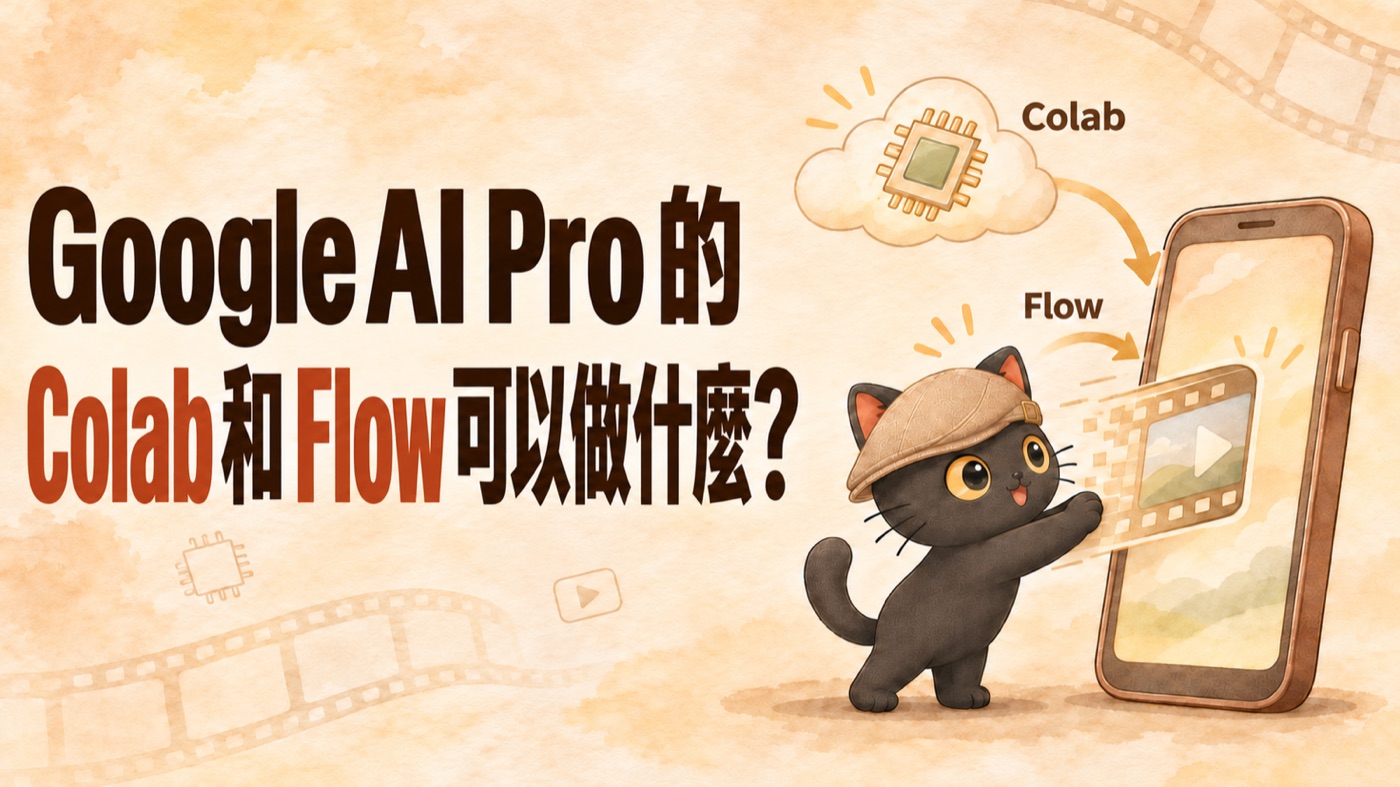 Google AI Pro 的
Colab 和 Flow 可以做什麼?
Colab
Flow